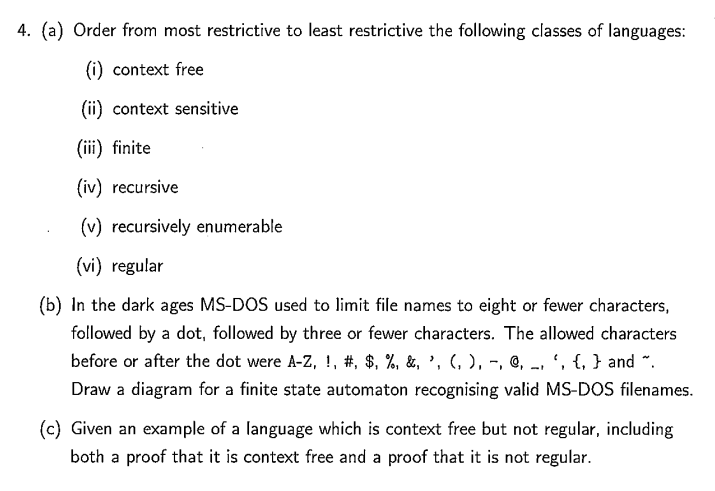 4. (a) Order from most restrictive to least restrictive the following classes of languages:
(i) context free
(ii) context sensitive
(iii) finite
(iv) recursive
(v) recursively enumerable
(vi) regular
(b) In the dark ages MS-DOS used to limit file names to eight or fewer characters,
followed by a dot, followed by three or fewer characters. The allowed characters
before or after the dot were A-Z, !, #, $, %, &, ’, (, ), -, @, _, ‘, {, } and ~.
Draw a diagram for a finite state automaton recognising valid MS-DOS filenames.
(c) Given an example of a language which is context free but not regular, including
both a proof that it is context free and a proof that it is not regular.